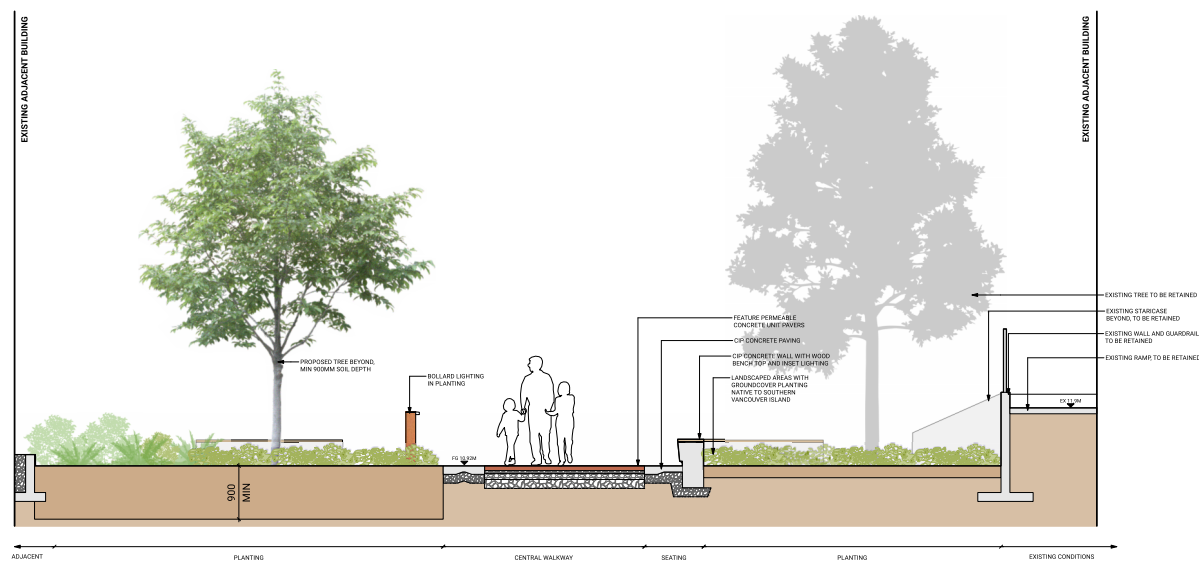 EXISTING ADJACENT BUILDING
EXISTING ADJACENT BUILDING
EXISTING TREE TO BE RETAINED
EXISTING STARICASE
BEYOND, TO BE RETAINED
FEATURE PERMEABLE
CONCRETE UNIT PAVERS
EXISTING WALL AND GUARDRAIL
TO BE RETAINED
CIP CONCRETE PAVING
CIP CONCRETE WALL WITH WOOD
BENCH TOP AND INSET LIGHTING
EXISTING RAMP, TO BE RETAINED
PROPOSED TREE BEYOND,
MIN 900MM SOIL DEPTH
BOLLARD LIGHTING
IN PLANTING
LANDSCAPED AREAS WITH
GROUNDCOVER PLANTING
NATIVE TO SOUTHERN
VANCOUVER ISLAND
EX 11.9M
FG 10.92M
900
MIN
ADJACENT
PLANTING
CENTRAL WALKWAY
SEATING
PLANTING
EXISTING CONDITIONS